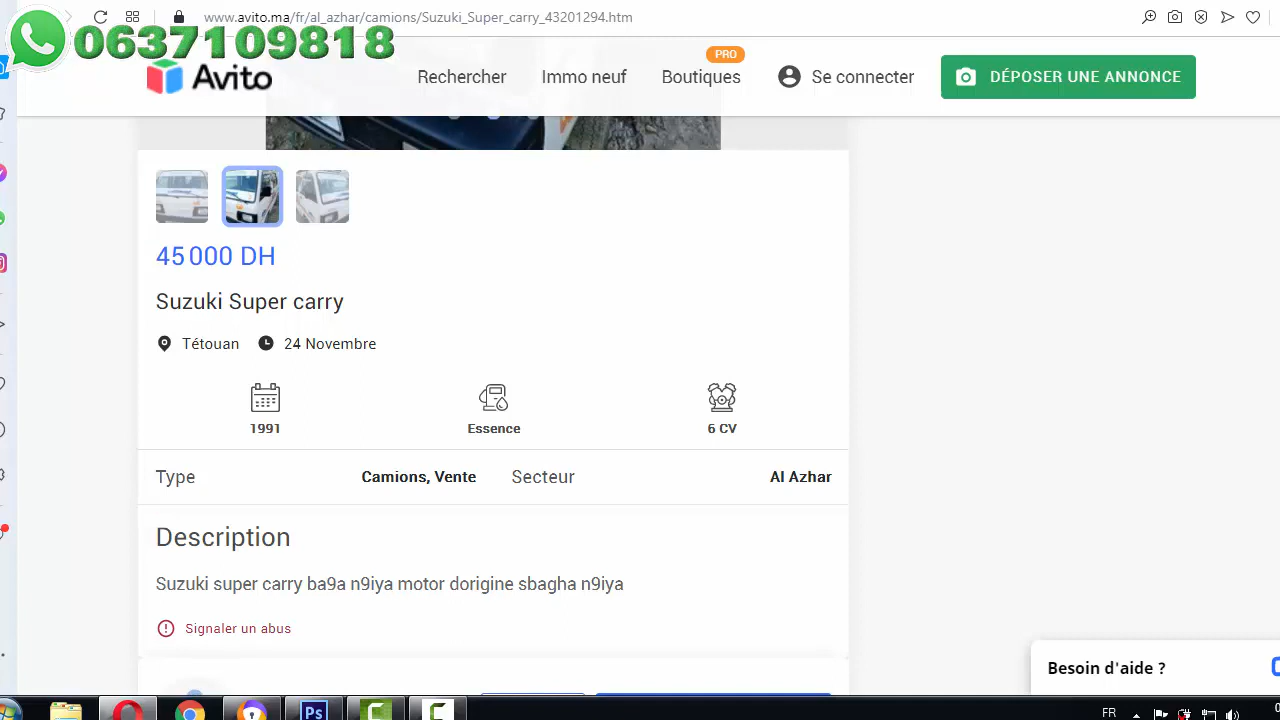 www.avito.ma/fr/al_azhar/camions/Suzuki_Super_carry_43201294.htm
0637109818
Avito
Rechercher
Immo neuf
PRO
Boutiques
Se connecter
DÉPOSER UNE ANNONCE
45 000 DH
Suzuki Super carry
Tétouan
24 Novembre
1991
Essence
6 CV
Type
Camions, Vente
Secteur
Al Azhar
Description
Suzuki super carry ba9a n9iya motor dorigine sbagha n9iya
Signaler un abus
Besoin d'aide ?
Ps
FR